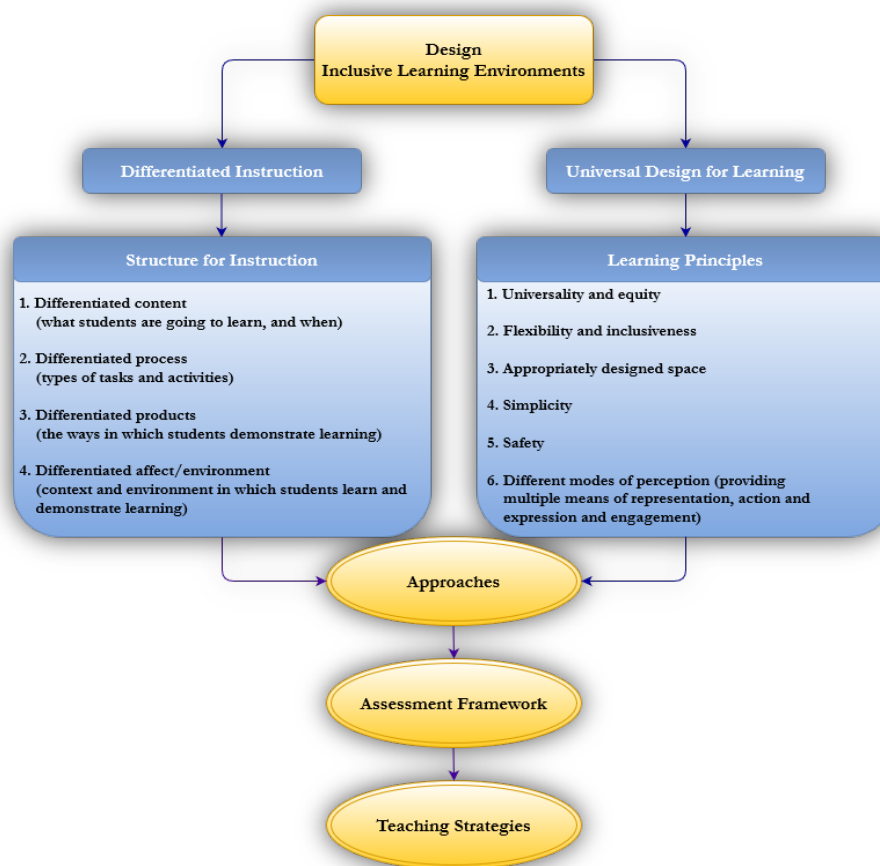 Design
Inclusive Learning Environments
Differentiated Instruction
Universal Design for Learning
Structure for Instruction
1. Differentiated content
(what students are going to learn, and when)
2. Differentiated process
(types of tasks and activities)
3. Differentiated products
(the ways in which students demonstrate learning)
4. Differentiated affect/environment
(context and environment in which students learn and
demonstrate learning)
Learning Principles
1. Universality and equity
2. Flexibility and inclusiveness
3. Appropriately designed space
4. Simplicity
5. Safety
6. Different modes of perception (providing
multiple means of representation, action and
expression and engagement)
Approaches
Assessment Framework
Teaching Strategies